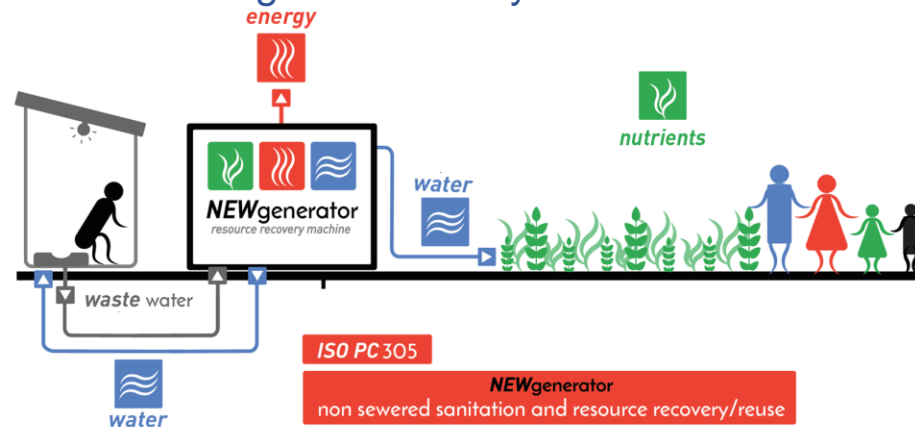 energy
nutrients
NEWgenerator
resource recovery machine
water
waste water
water
ISO PC 305
NEWgenerator
non sewered sanitation and resource recovery/reuse